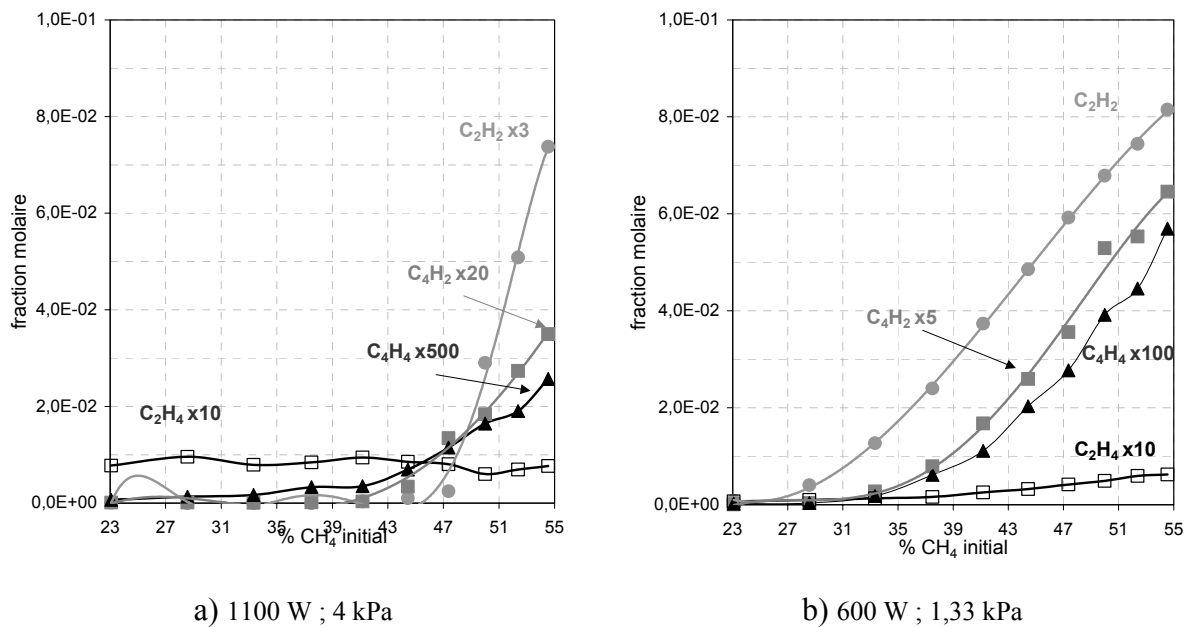 1,0E-01
8,0E-02
6,0E-02
4,0E-02
2,0E-02
0,0E+00
fraction molaire
C₂H₂ x3
C₄H₂ x20
C₄H₄ x500
C₂H₄ x10
23 27 31 35 39 43 47 51 55
% CH₄ initial
a) 1100 W ; 4 kPa
1,0E-01
8,0E-02
6,0E-02
4,0E-02
2,0E-02
0,0E+00
fraction molaire
C₂H₂
C₄H₂ x5
C₄H₄ x100
C₂H₄ x10
23 27 31 35 39 43 47 51 55
% CH₄ initial
b) 600 W ; 1,33 kPa